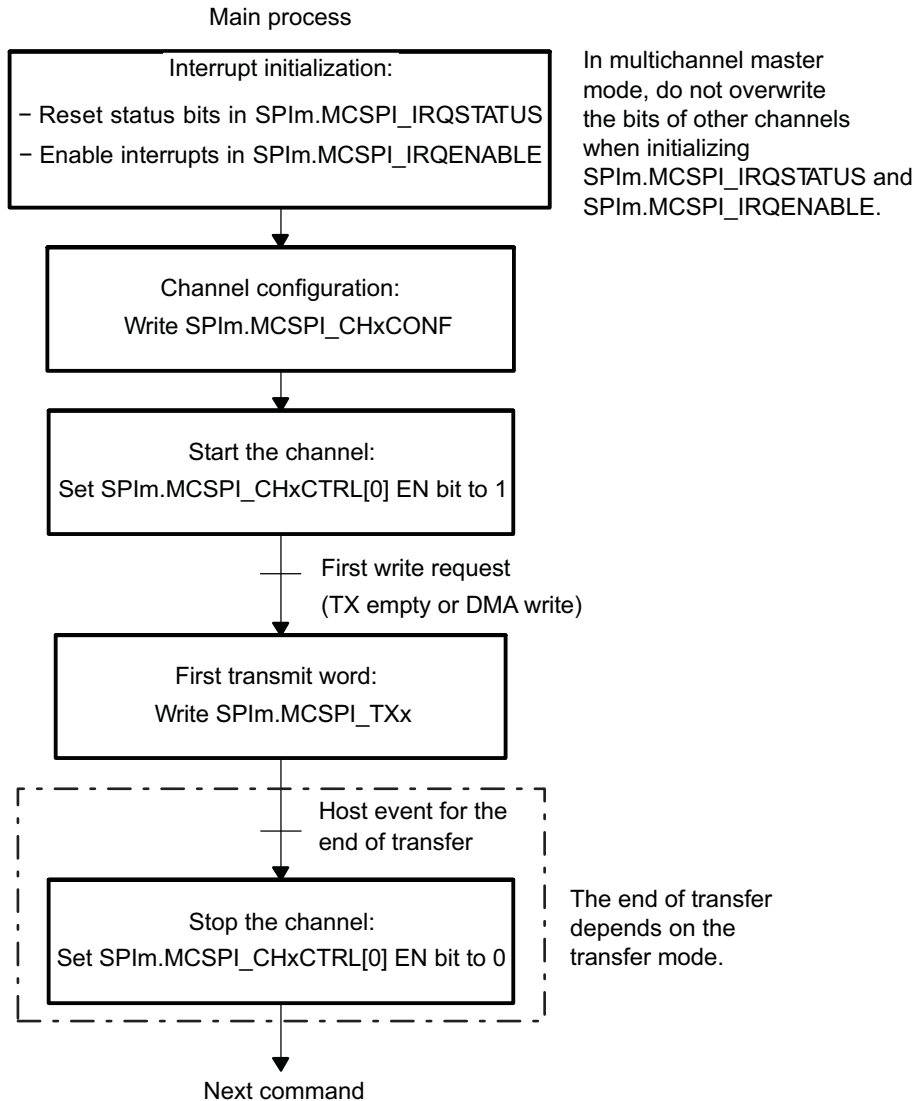 Main process
Interrupt initialization:
− Reset status bits in SPIm.MCSPI_IRQSTATUS
− Enable interrupts in SPIm.MCSPI_IRQENABLE
In multichannel master
mode, do not overwrite
the bits of other channels
when initializing
SPIm.MCSPI_IRQSTATUS and
SPIm.MCSPI_IRQENABLE.
Channel configuration:
Write SPIm.MCSPI_CHxCONF
Start the channel:
Set SPIm.MCSPI_CHxCTRL[0] EN bit to 1
First write request
(TX empty or DMA write)
First transmit word:
Write SPIm.MCSPI_TXx
Host event for the
end of transfer
Stop the channel:
Set SPIm.MCSPI_CHxCTRL[0] EN bit to 0
The end of transfer
depends on the
transfer mode.
Next command